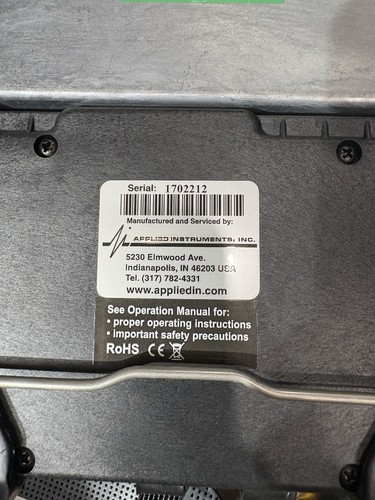 Serial: 1702212
Manufactured and Serviced by:
APPLIED INSTRUMENTS, INC.
5230 Elmwood Ave.
Indianapolis, IN 46203 USA
Tel. (317) 782-4331
www.appliedin.com
See Operation Manual for:
• proper operating instructions
• important safety precautions
RoHS CE